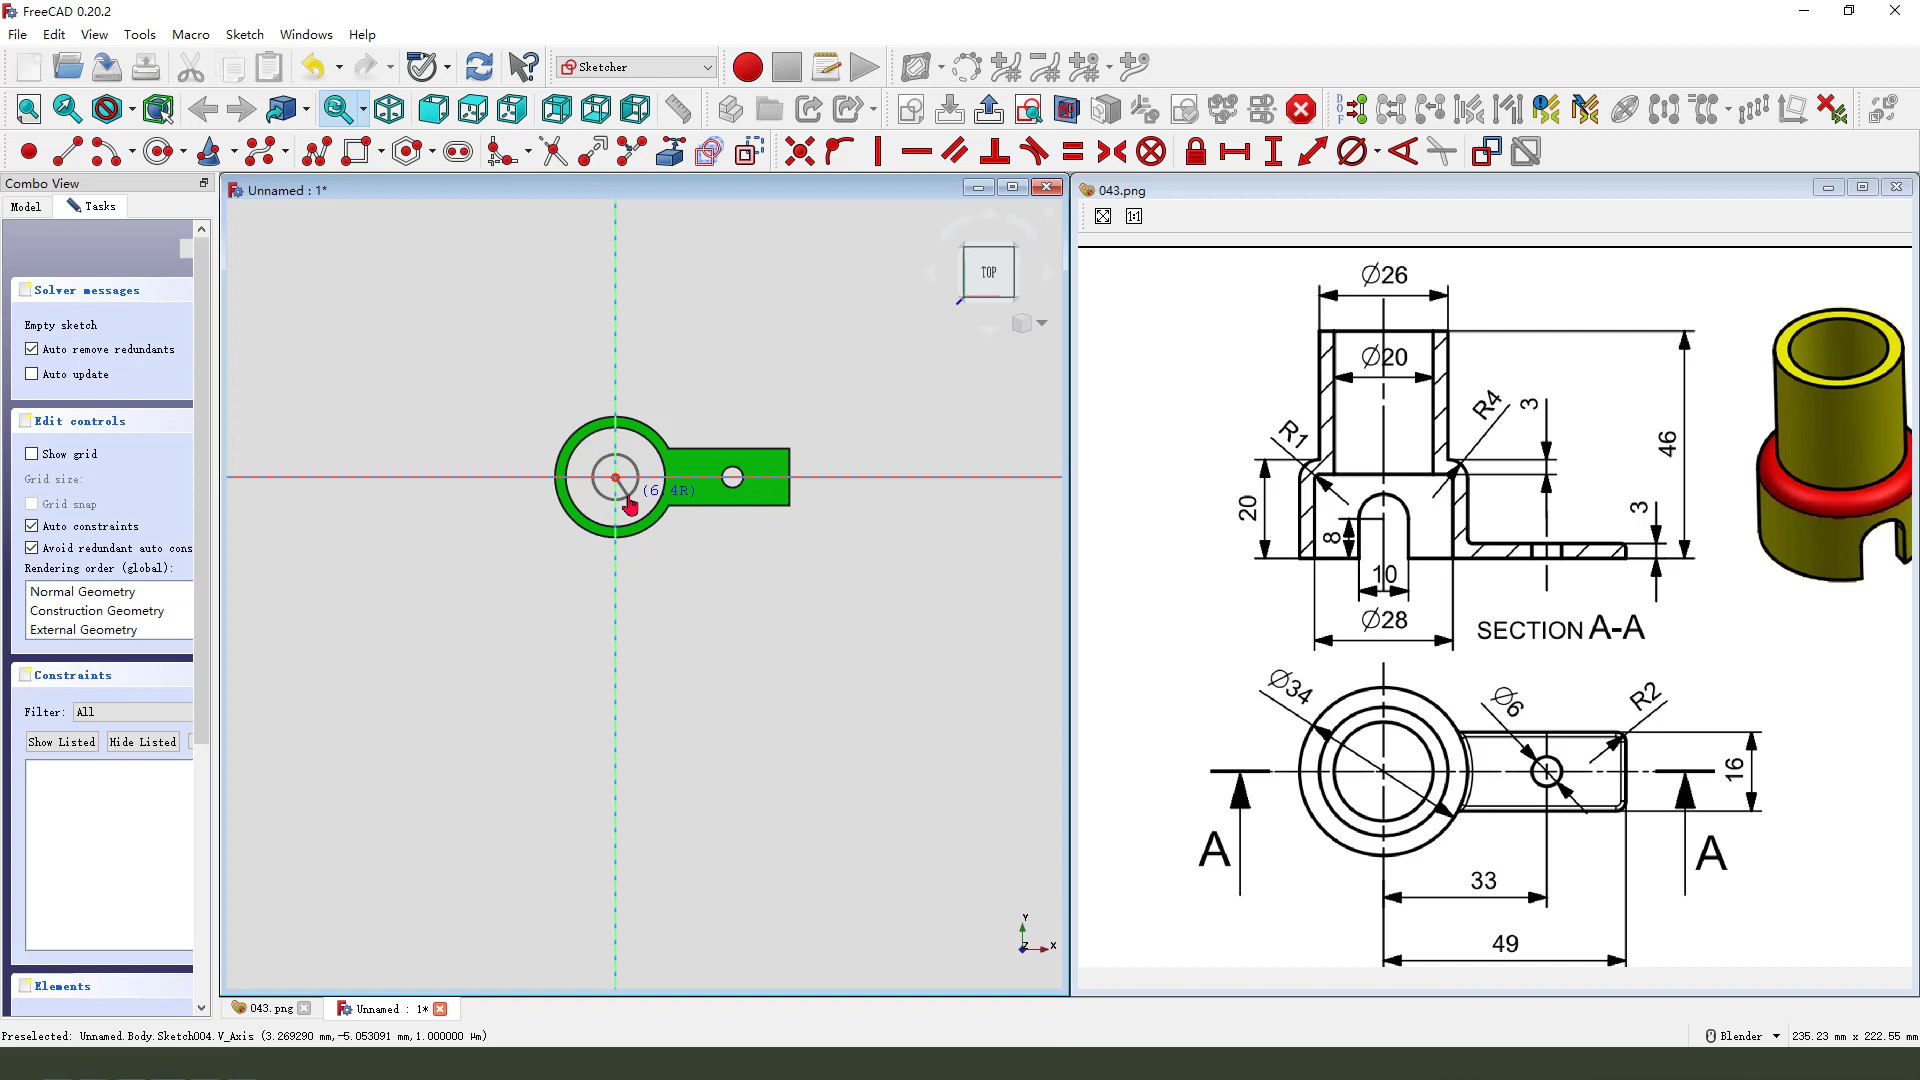 FreeCAD 0.20.2
File Edit View Tools Macro Sketch Windows Help
Sketcher
Combo View
Model Tasks
Solver messages
Empty sketch
Auto remove redundants
Auto update
Edit controls
Show grid
Grid size:
Grid snap
Auto constraints
Avoid redundant auto cons
Rendering order (global):
Normal Geometry
Construction Geometry
External Geometry
Constraints
Filter: All
Show Listed Hide Listed
Elements
Unnamed : 1*
TOP
(6.4R)
Y
Z X
043.png
1:1
Ø26
Ø20
R4
3
R1
46
20
8
3
10
Ø28
SECTION A-A
Ø34
Ø6
R2
16
A A
33
49
043.png Unnamed : 1*
Preselected: Unnamed.Body.Sketch004.V_Axis (3.269290 mm,-5.053091 mm,1.000000 µm)
Blender 235.23 mm x 222.55 mm